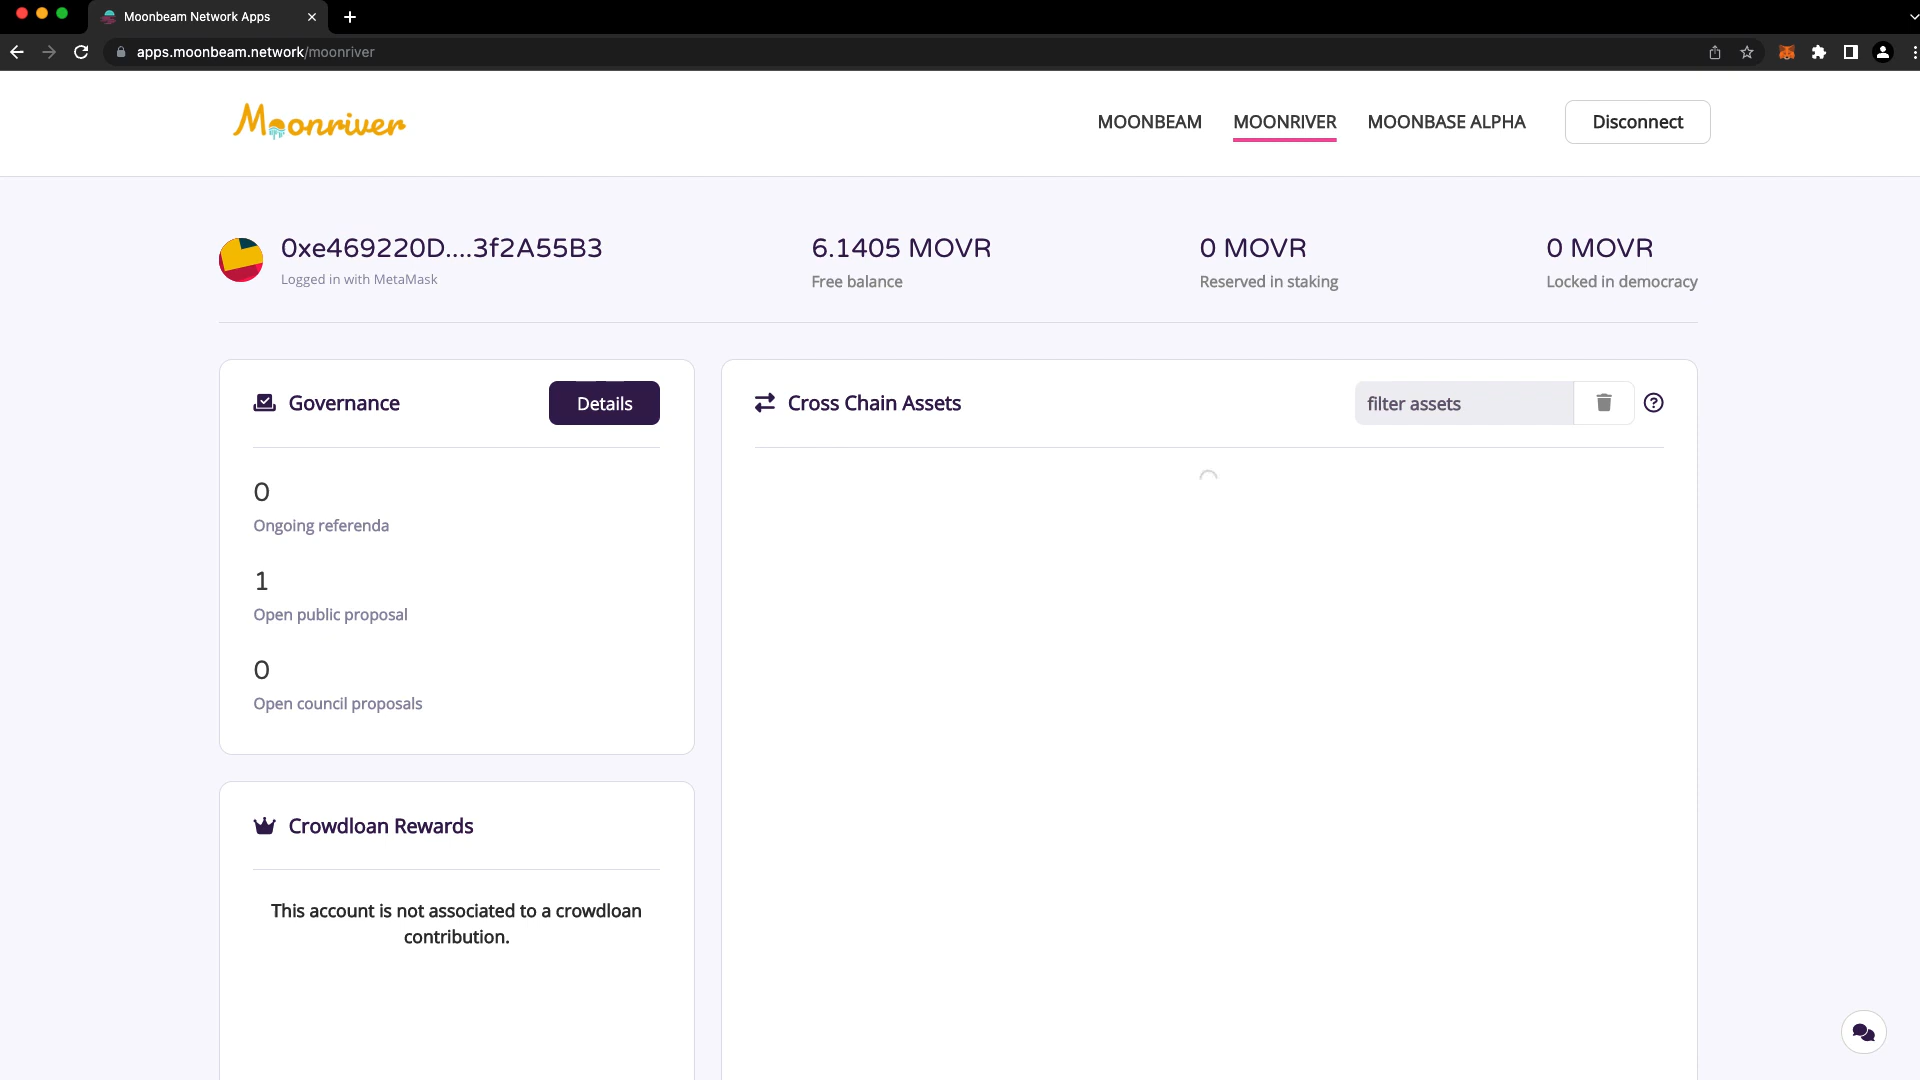 Moonbeam Network Apps
apps.moonbeam.network/moonriver
Moonriver
MOONBEAM
MOONRIVER
MOONBASE ALPHA
Disconnect
0xe469220D....3f2A55B3
Logged in with MetaMask
6.1405 MOVR
Free balance
0 MOVR
Reserved in staking
0 MOVR
Locked in democracy
Governance
Details
0
Ongoing referenda
1
Open public proposal
0
Open council proposals
Cross Chain Assets
filter assets
Crowdloan Rewards
This account is not associated to a crowdloan
contribution.